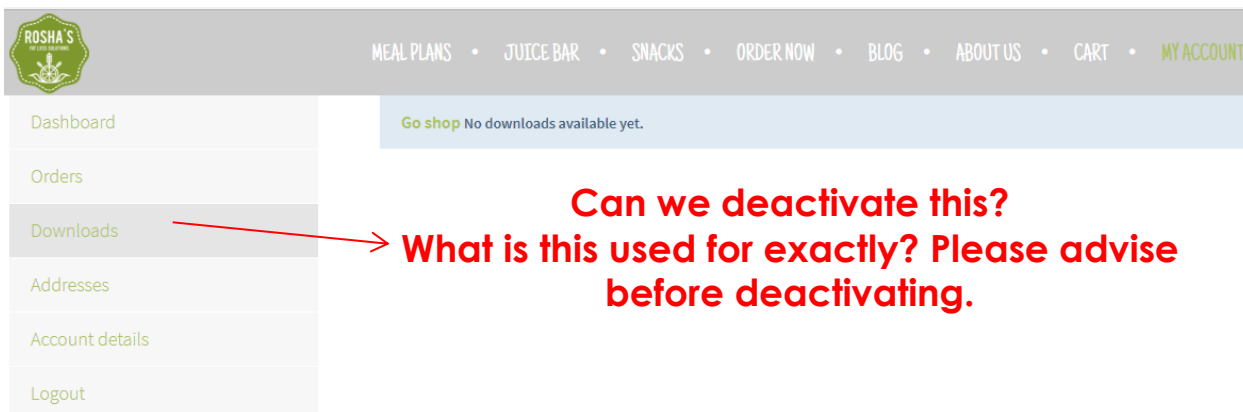 ROSHA'S
MEAL PLANS • JUICE BAR • SNACKS • ORDER NOW • BLOG • ABOUT US • CART • MY ACCOUNT
Dashboard
Go shop No downloads available yet.
Orders
Downloads
Can we deactivate this?
What is this used for exactly? Please advise
before deactivating.
Addresses
Account details
Logout